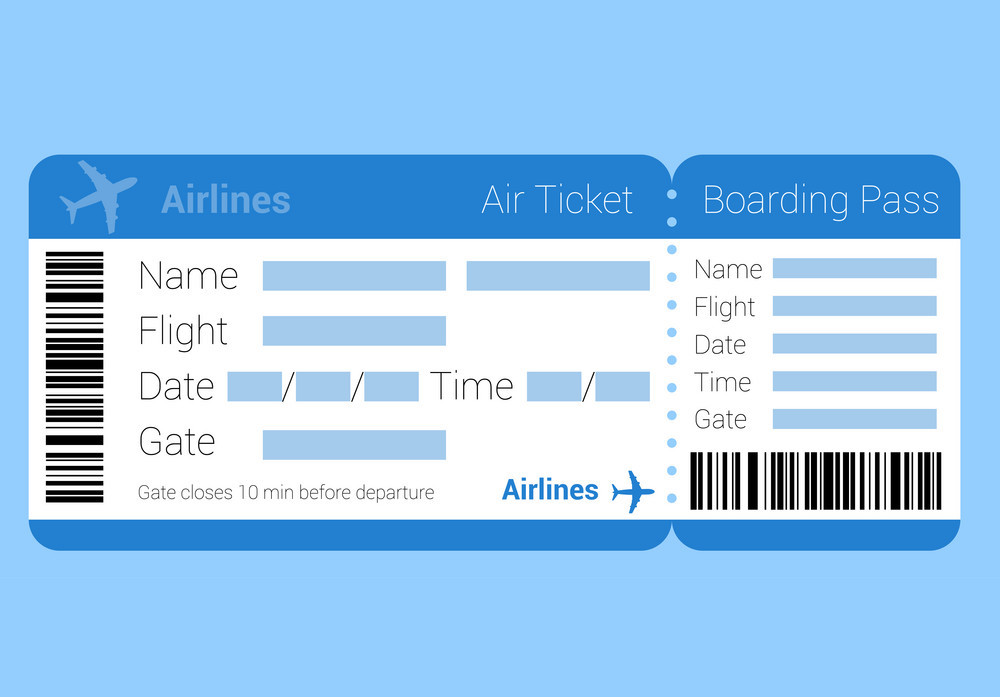 Airlines
Air Ticket
Name
Flight
Date / / Time /
Gate
Gate closes 10 min before departure
Airlines
Boarding Pass
Name
Flight
Date
Time
Gate